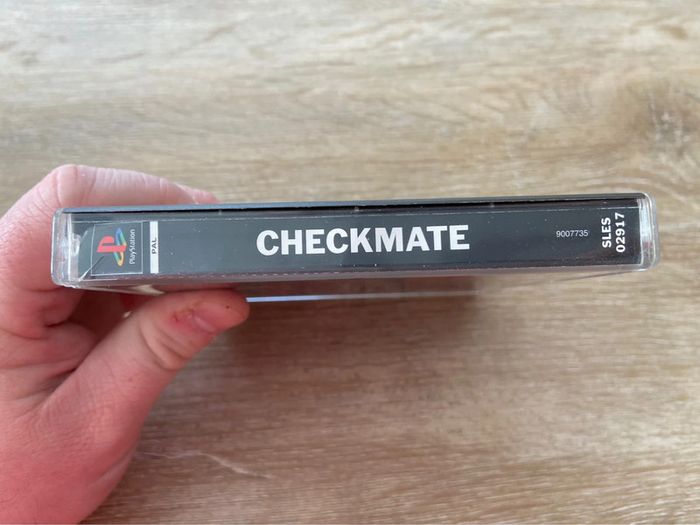 PlayStation
PAL
CHECKMATE
9007735
SLES
02917